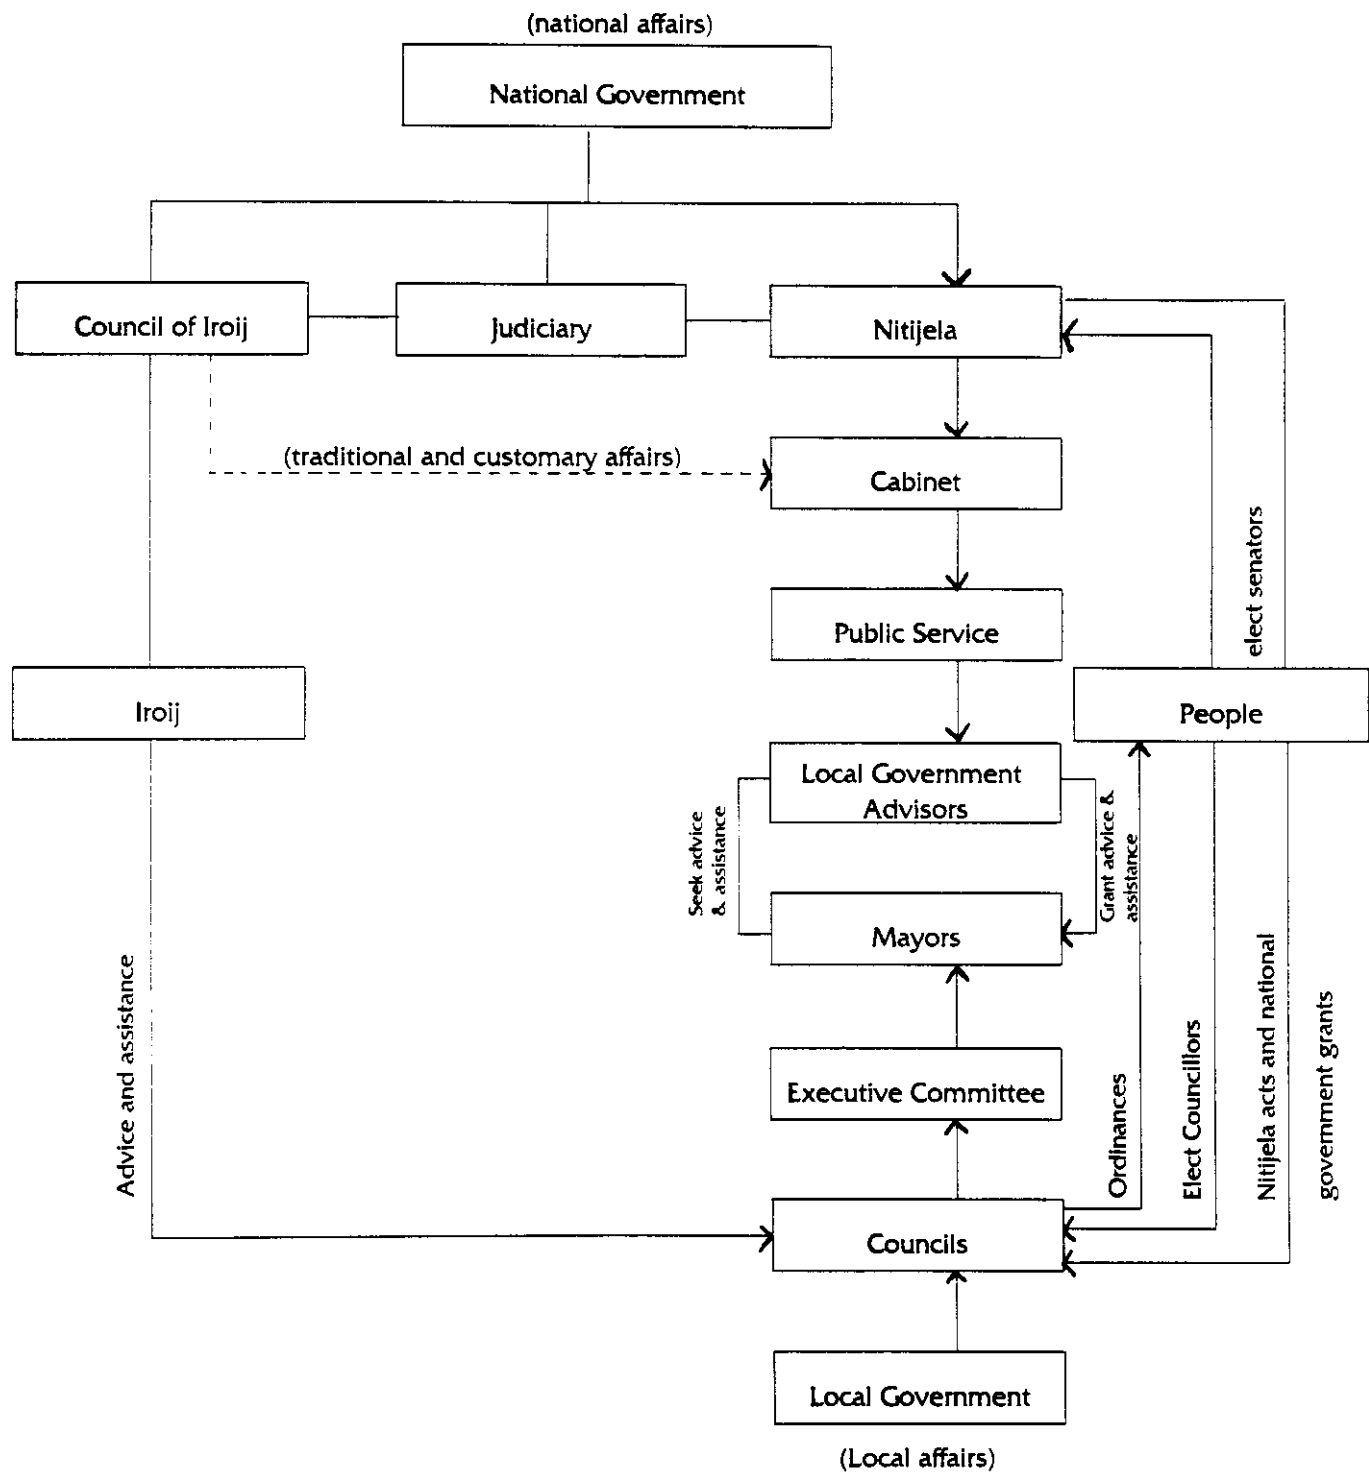 (national affairs)
National Government
Council of Iroij
Judiciary
Nitijela
(traditional and customary affairs)
Cabinet
elect senators
Public Service
Iroij
People
Local Government
Advisors
Seek advice
& assistance
Grant advice &
assistance
Mayors
Advice and assistance
Executive Committee
Ordinances
Elect Councillors
Nitijela acts and national
government grants
Councils
Local Government
(Local affairs)